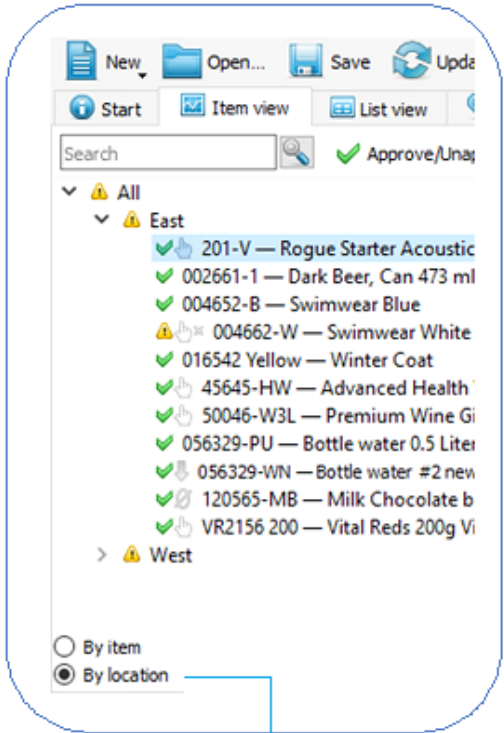 New Open... Save Upda
Start Item view List view
Search Approve/Unap
All
East
201-V — Rogue Starter Acoustic
002661-1 — Dark Beer, Can 473 ml
004652-B — Swimwear Blue
004662-W — Swimwear White
016542 Yellow — Winter Coat
45645-HW — Advanced Health
50046-W3L — Premium Wine Gi
056329-PU — Bottle water 0.5 Liter
056329-WN — Bottle water #2 new
120565-MB — Milk Chocolate b
VR2156 200 — Vital Reds 200g Vi
West
By item
By location